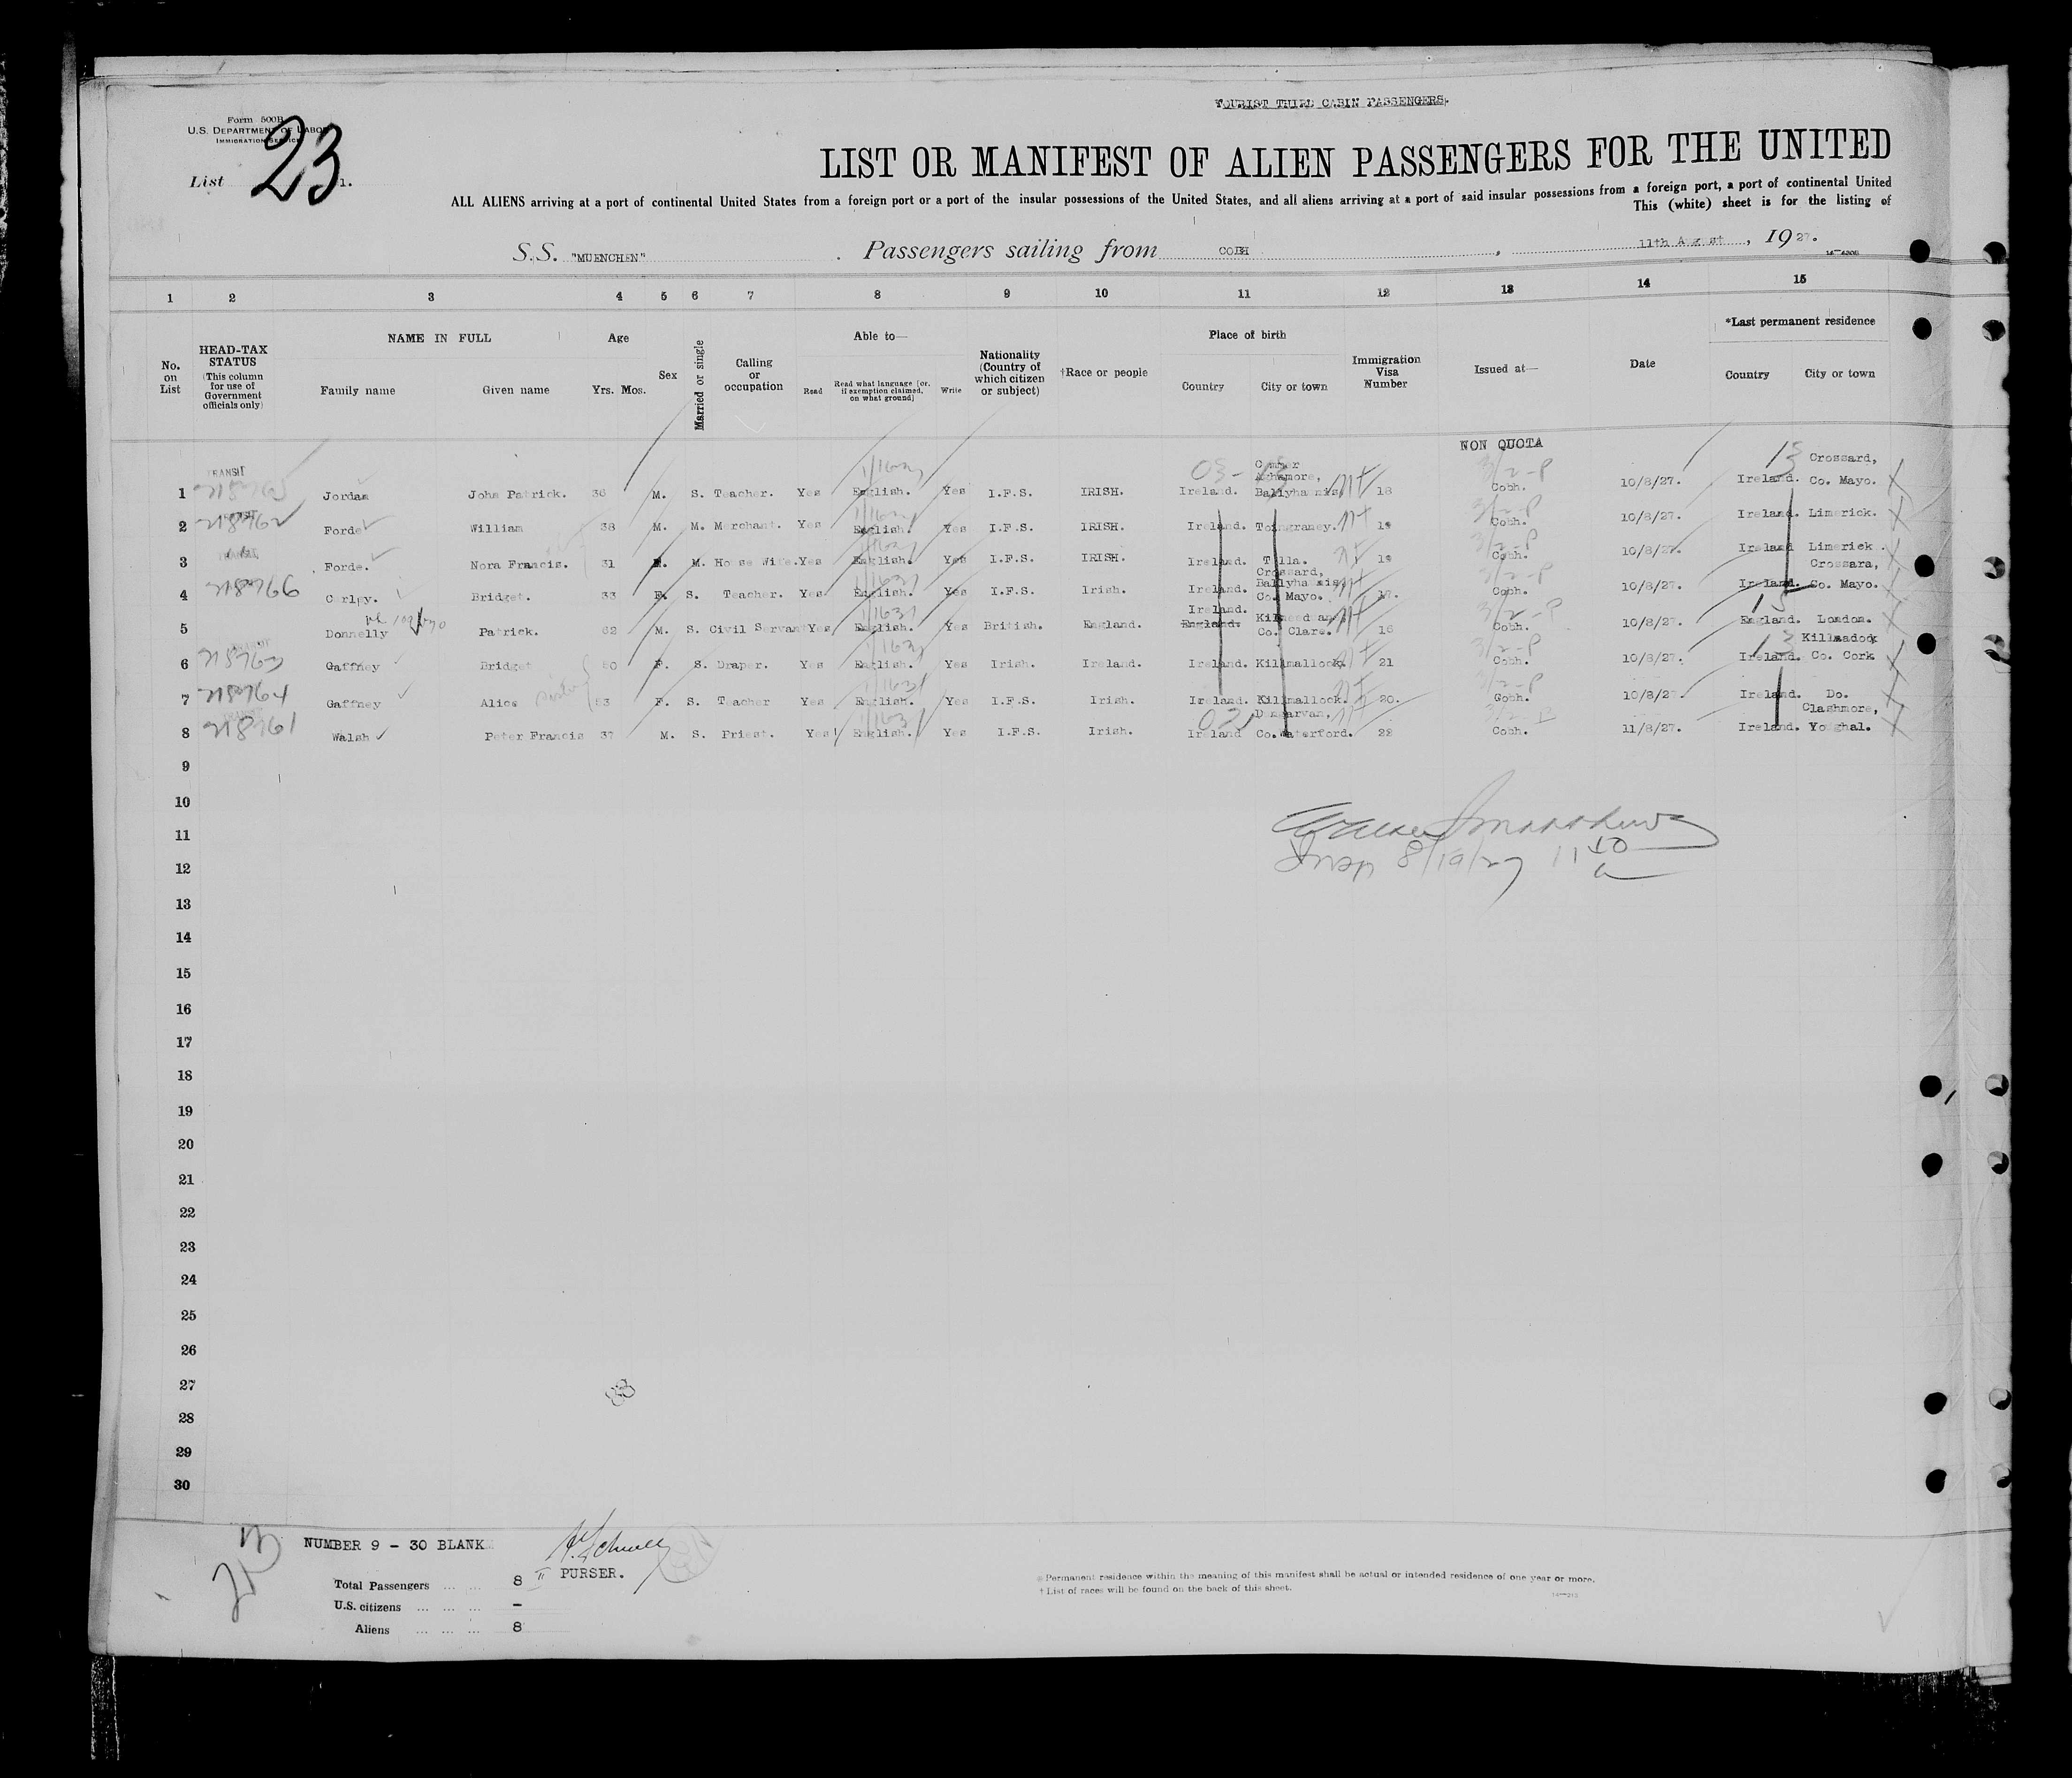 TOURIST THIRD CABIN PASSENGERS.
Form 500B
U.S. DEPARTMENT OF LABOR
IMMIGRATION SERVICE
List 23 1.
LIST OR MANIFEST OF ALIEN PASSENGERS FOR THE UNITED
ALL ALIENS arriving at a port of continental United States from a foreign port or a port of the insular possessions of the United States, and all aliens arriving at a port of said insular possessions from a foreign port, a port of continental United
This (white) sheet is for the listing of
S.S. "MUENCHEN" . Passengers sailing from COBH , 11th August , 1927.
1 2 3 4 5 6 7 8 9 10 11 12 13 14 15
No. on List
HEAD-TAX STATUS (This column for use of Government officials only)
NAME IN FULL
Family name Given name
Age
Yrs. Mos.
Sex
Married or single
Calling or occupation
Able to—
Read
Read what language [or, if exemption claimed, on what ground]
Write
Nationality (Country of which citizen or subject)
†Race or people
Place of birth
Country City or town
Immigration Visa Number
Issued at—
Date
*Last permanent residence
Country City or town
NON QUOTA
TRANSIT
Crossard,
1 218765 Jordan John Patrick. 36 M. S. Teacher. Yes English. Yes I.F.S. IRISH. Ireland. 18 Cobh. 10/8/27. Ireland. Co. Mayo.
2 218762 Forde William 38 M. M. Merchant. Yes English. Yes I.F.S. IRISH. Ireland. 19 Cobh. 10/8/27. Ireland. Limerick.
3 Forde. Nora Francis. 31 F. M. House Wife. Yes English. Yes I.F.S. IRISH. Ireland. Tulla. 19 Cobh. 10/8/27. Ireland Limerick.
Crossard, Crossard,
4 218766 Bridget. 33 F. S. Teacher. Yes English. Yes I.F.S. Irish. Ireland. Co. Mayo. 17. Cobh. 10/8/27. Ireland. Co. Mayo.
Ireland.
5 Donnelly Patrick. 62 M. S. Civil Servant Yes English. Yes British. England. England. Co. Clare. 16 Cobh. 10/8/27. England. London.
6 218763 Gaffney Bridget 50 F. S. Draper. Yes English. Yes Irish. Ireland. Ireland. Kilmallock. 21 Cobh. 10/8/27. Ireland. Co. Cork
7 218764 Gaffney Alice sister 53 F. S. Teacher Yes English. Yes I.F.S. Irish. Ireland. Kilmallock. 20. Cobh. 10/8/27 Ireland. Do.
Dungarvan, Clashmore,
8 218761 Walsh Peter Francis 37 M. S. Priest. Yes English. Yes I.F.S. Irish. Ireland Co. Waterford. 22 Cobh. 11/8/27. Ireland. Youghal.
9
10
11
Insp 8/19/27 11 50
12
13
14
15
16
17
18
19
20
21
22
23
24
25
26
27
28
29
30
23
NUMBER 9 - 30 BLANK
II PURSER.
Total Passengers ... ... 8
U.S. citizens ... ... ... -
Aliens ... ... ... 8
* Permanent residence within the meaning of this manifest shall be actual or intended residence of one year or more.
† List of races will be found on the back of this sheet.